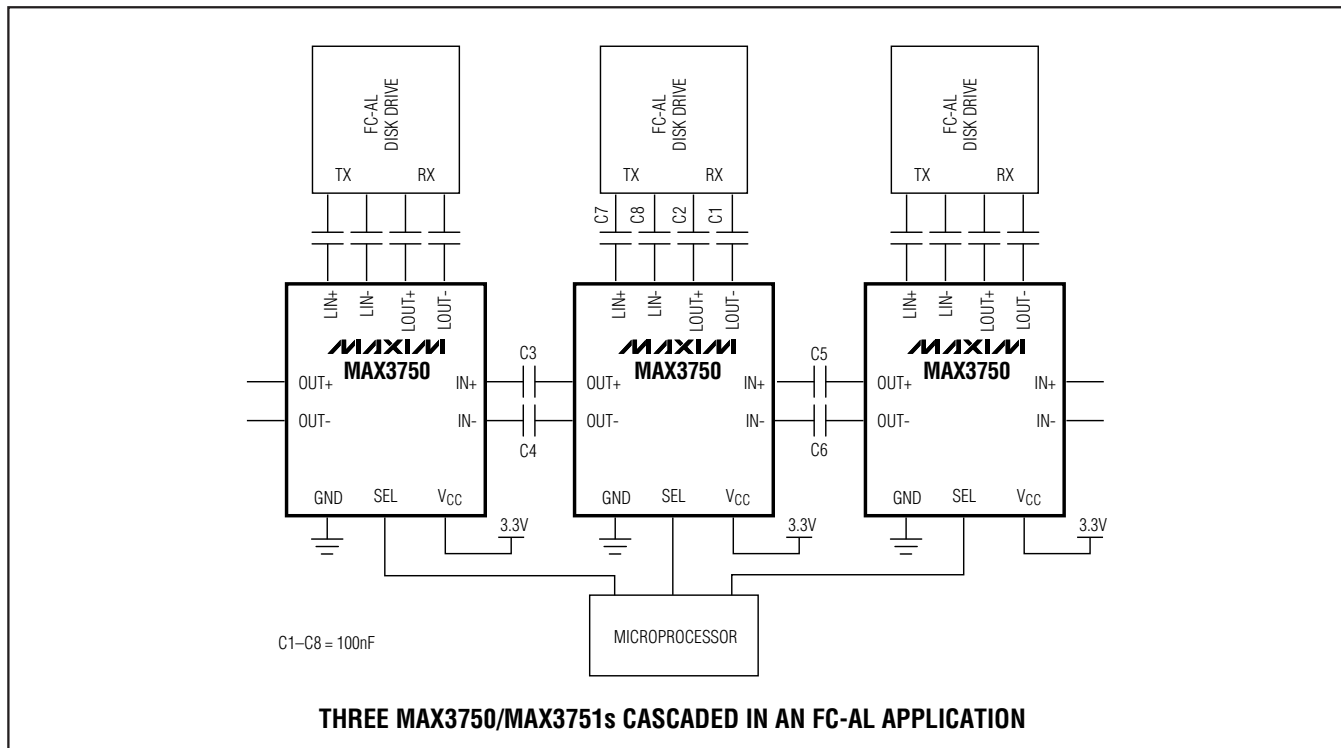 FC-AL
DISK DRIVE
TX RX
FC-AL
DISK DRIVE
TX RX
FC-AL
DISK DRIVE
TX RX
C7 C8 C2 C1
LIN+ LIN- LOUT+ LOUT-
MAXIM
MAX3750
OUT+ IN+
OUT- IN-
GND SEL VCC
3.3V
C3
C4
LIN+ LIN- LOUT+ LOUT-
MAXIM
MAX3750
OUT+ IN+
OUT- IN-
GND SEL VCC
3.3V
C5
C6
LIN+ LIN- LOUT+ LOUT-
MAXIM
MAX3750
OUT+ IN+
OUT- IN-
GND SEL VCC
3.3V
MICROPROCESSOR
C1–C8 = 100nF
THREE MAX3750/MAX3751s CASCADED IN AN FC-AL APPLICATION